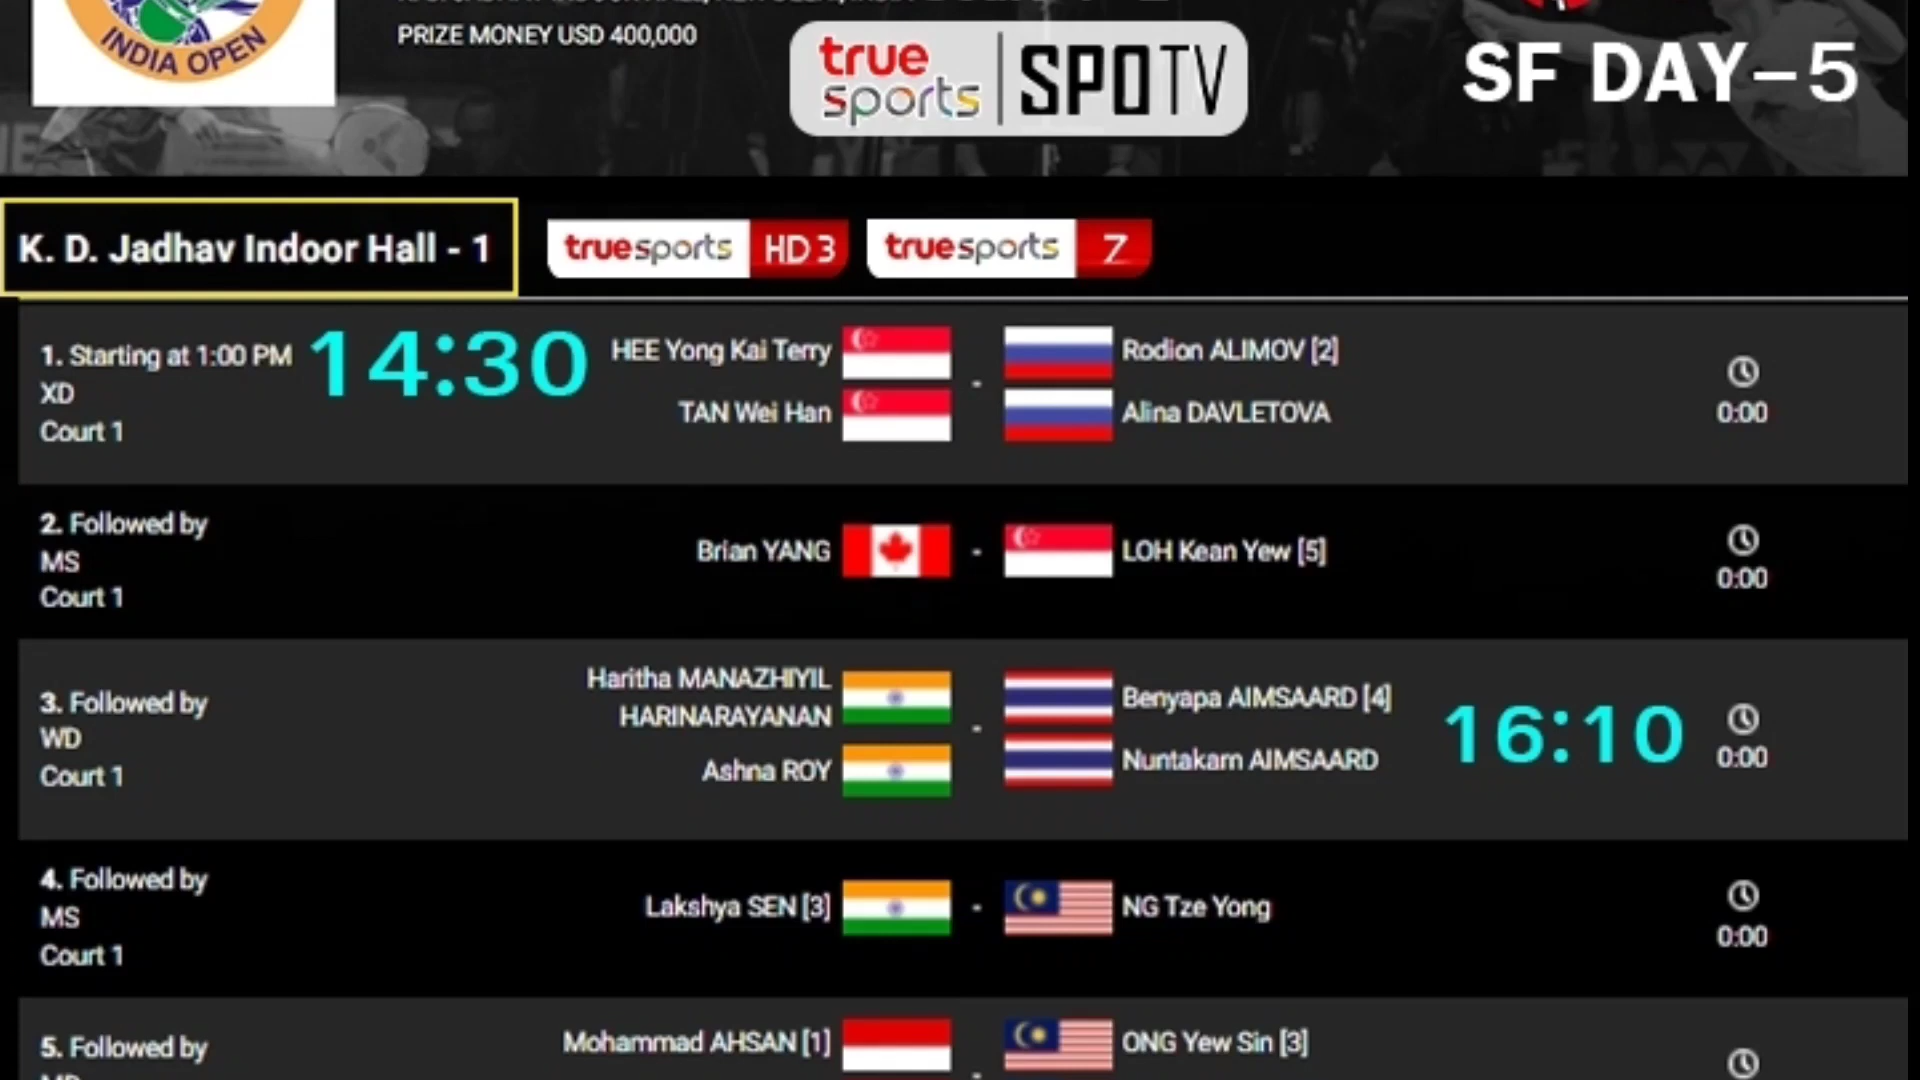 INDIA OPEN
PRIZE MONEY USD 400,000
true sports | SPOTV
SF DAY-5
K. D. Jadhav Indoor Hall - 1
truesports HD 3
truesports 7
1. Starting at 1:00 PM
14:30
XD
Court 1
HEE Yong Kai Terry
TAN Wei Han
-
Rodion ALIMOV [2]
Alina DAVLETOVA
0:00
2. Followed by
MS
Court 1
Brian YANG
-
LOH Kean Yew [5]
0:00
3. Followed by
WD
Court 1
Haritha MANAZHIYIL
HARINARAYANAN
Ashna ROY
-
Benyapa AIMSAARD [4]
Nuntakarn AIMSAARD
16:10
0:00
4. Followed by
MS
Court 1
Lakshya SEN [3]
-
NG Tze Yong
0:00
5. Followed by
Mohammad AHSAN [1]
-
ONG Yew Sin [3]